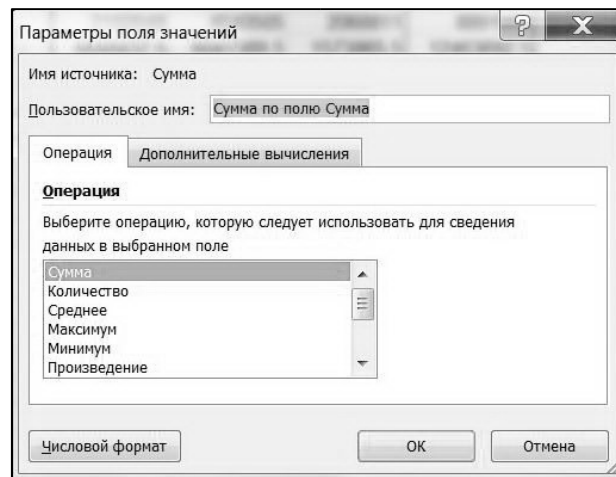 Параметры поля значений
?
X
Имя источника: Сумма
Пользовательское имя: Сумма по полю Сумма
Операция Дополнительные вычисления
Операция
Выберите операцию, которую следует использовать для сведения
данных в выбранном поле
Сумма
Количество
Среднее
Максимум
Минимум
Произведение
Числовой формат ОК Отмена